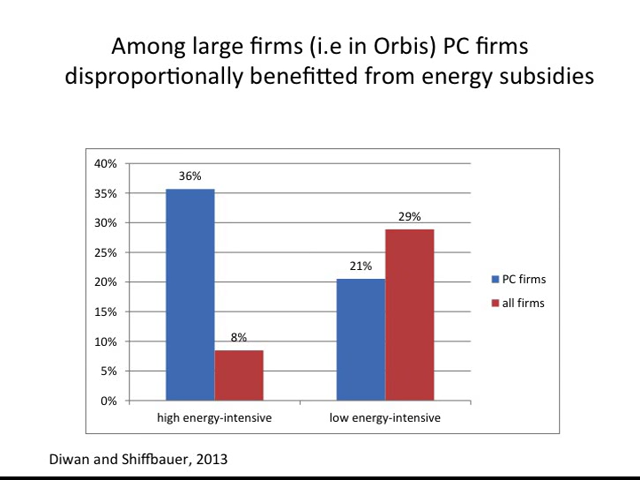 Among large firms (i.e in Orbis) PC firms
disproportionally benefitted from energy subsidies
40%
35%
30%
25%
20%
15%
10%
5%
0%
36%
8%
21%
29%
high energy-intensive
low energy-intensive
PC firms
all firms
Diwan and Shiffbauer, 2013